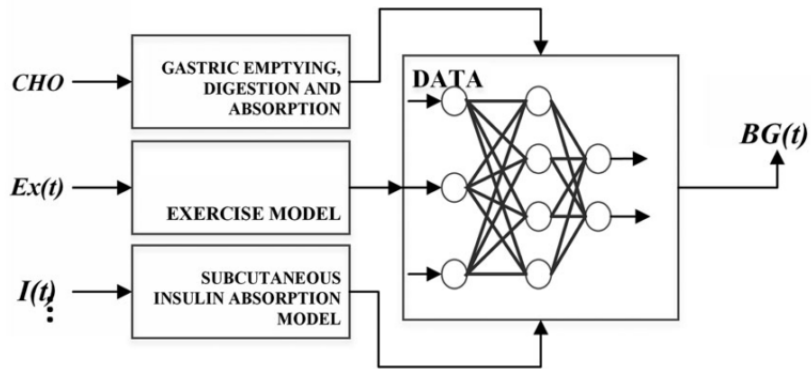 CHO
GASTRIC EMPTYING,
DIGESTION AND
ABSORPTION
Ex(t)
EXERCISE MODEL
I(t)
SUBCUTANEOUS
INSULIN ABSORPTION
MODEL
DATA
BG(t)